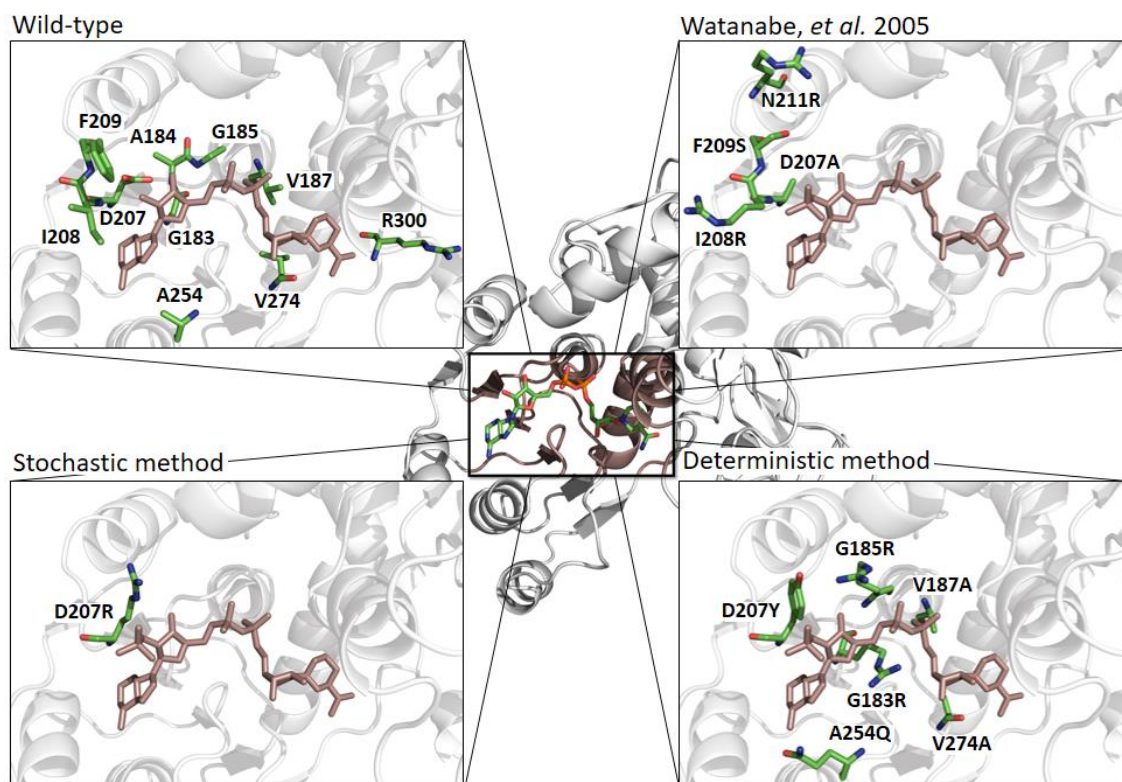 Wild-type
F209
A184
G185
V187
D207
R300
I208
G183
A254
V274
Watanabe, et al. 2005
N211R
F209S
D207A
I208R
Stochastic method
D207R
Deterministic method
G185R
V187A
D207Y
G183R
A254Q
V274A